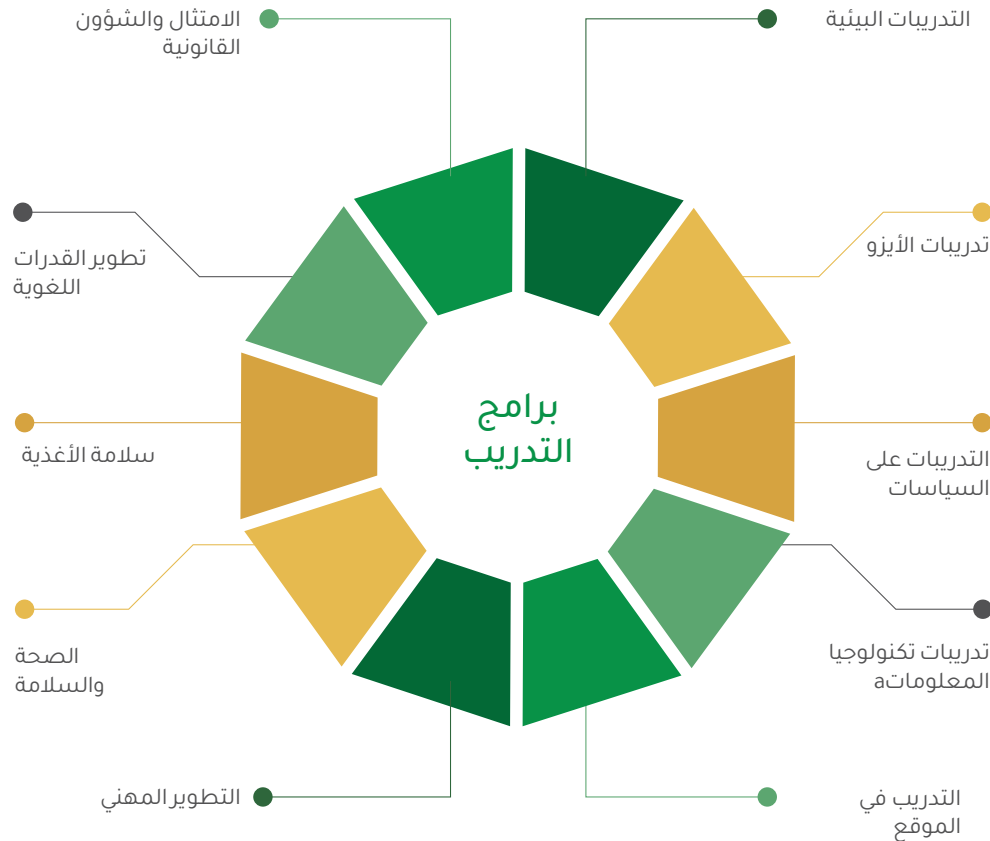 التدريبات البيئية
الامتثال والشؤون
القانونية
تدريبات الأيزو
تطوير القدرات
اللغوية
برامج
التدريب
التدريبات على
السياسات
سلامة الأغذية
تدريبات تكنولوجيا
المعلوماتa
الصحة
والسلامة
التدريب في
الموقع
التطوير المهني